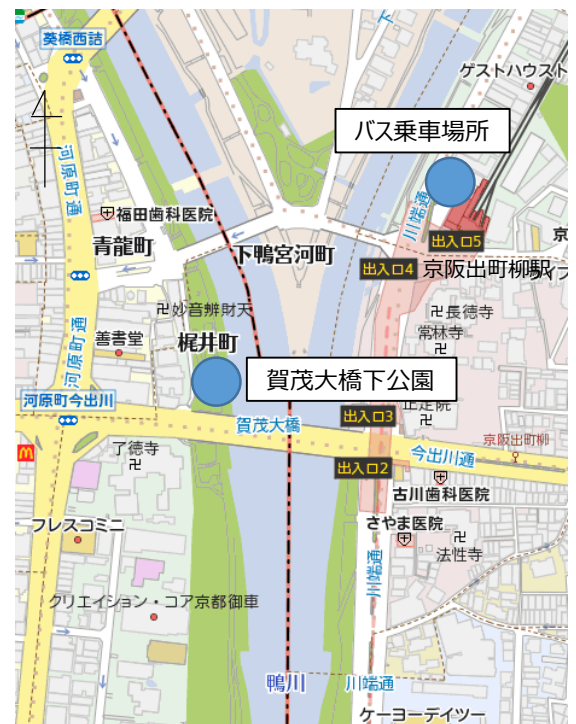 葵橋西詰
ゲストハウスト
バス乗車場所
河原町通
川端通
福田歯科医院
青龍町
下鴨宮河町
出入口5
出入口4
京阪出町柳駅
妙音辨財天
長徳寺
常林寺
善書堂
梶井町
河原町通
賀茂大橋下公園
河原町今出川
出入口3
正定院
賀茂大橋
京阪出町柳
今出川通
了徳寺
出入口2
古川歯科医院
フレスコミニ
さやま医院
法性寺
川端通
クリエイション・コア京都御車
鴨川
川端通
ケーヨーデイツー